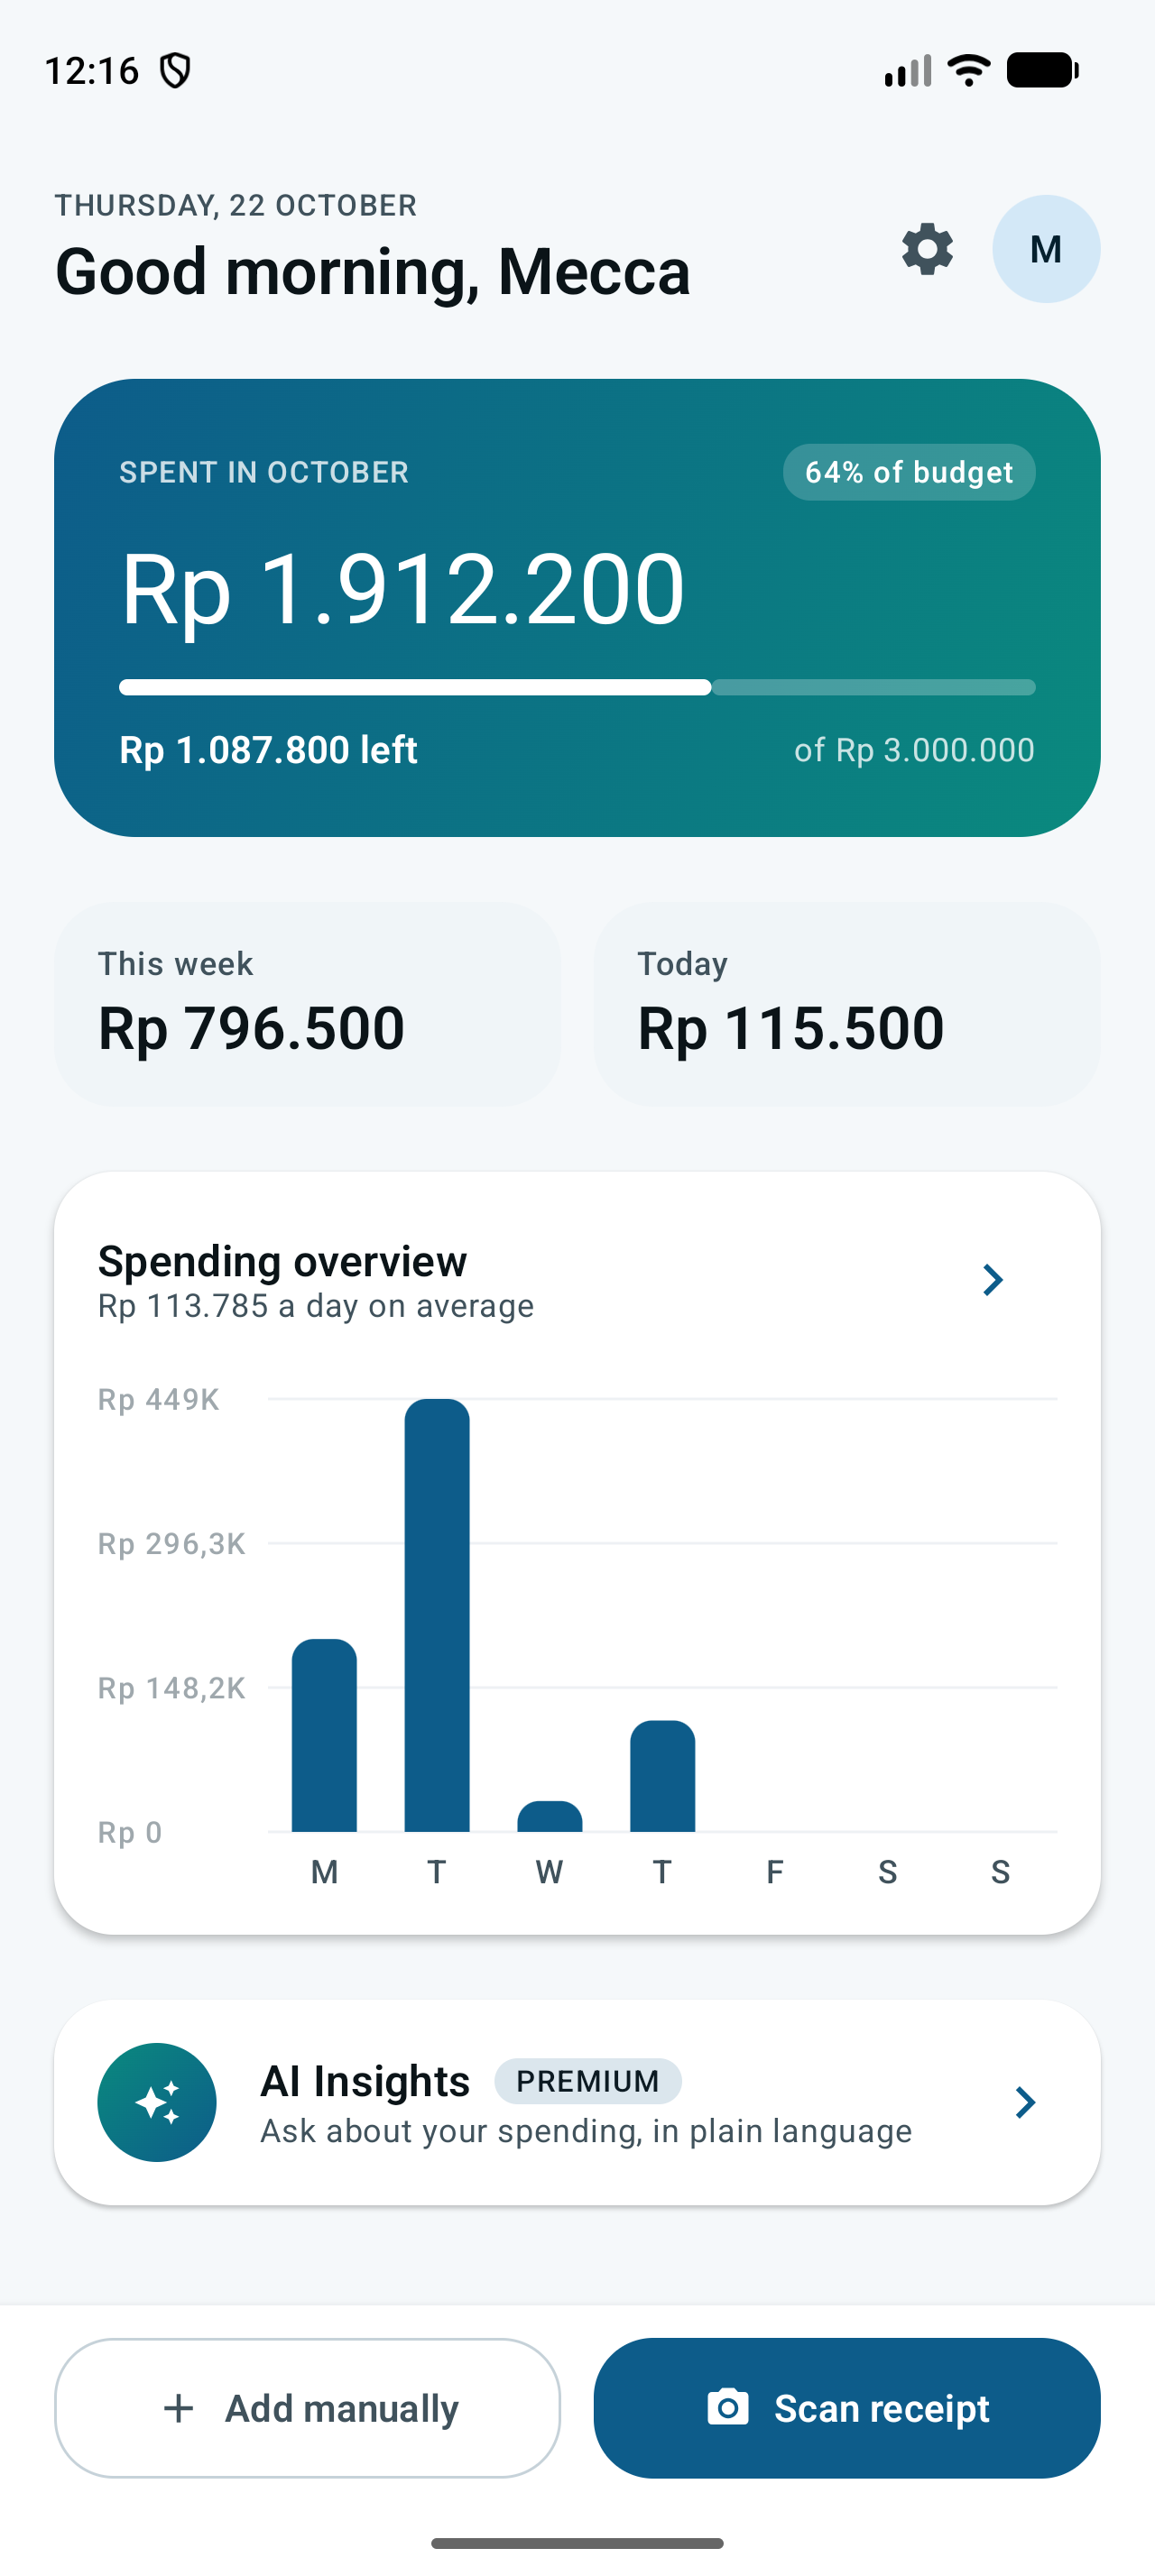 12:16
THURSDAY, 22 OCTOBER
Good morning, Mecca
M
SPENT IN OCTOBER
64% of budget
Rp 1.912.200
Rp 1.087.800 left
of Rp 3.000.000
This week
Rp 796.500
Today
Rp 115.500
Spending overview
Rp 113.785 a day on average
Rp 449K
Rp 296,3K
Rp 148,2K
Rp 0
M T W T F S S
AI Insights PREMIUM
Ask about your spending, in plain language
Add manually
Scan receipt